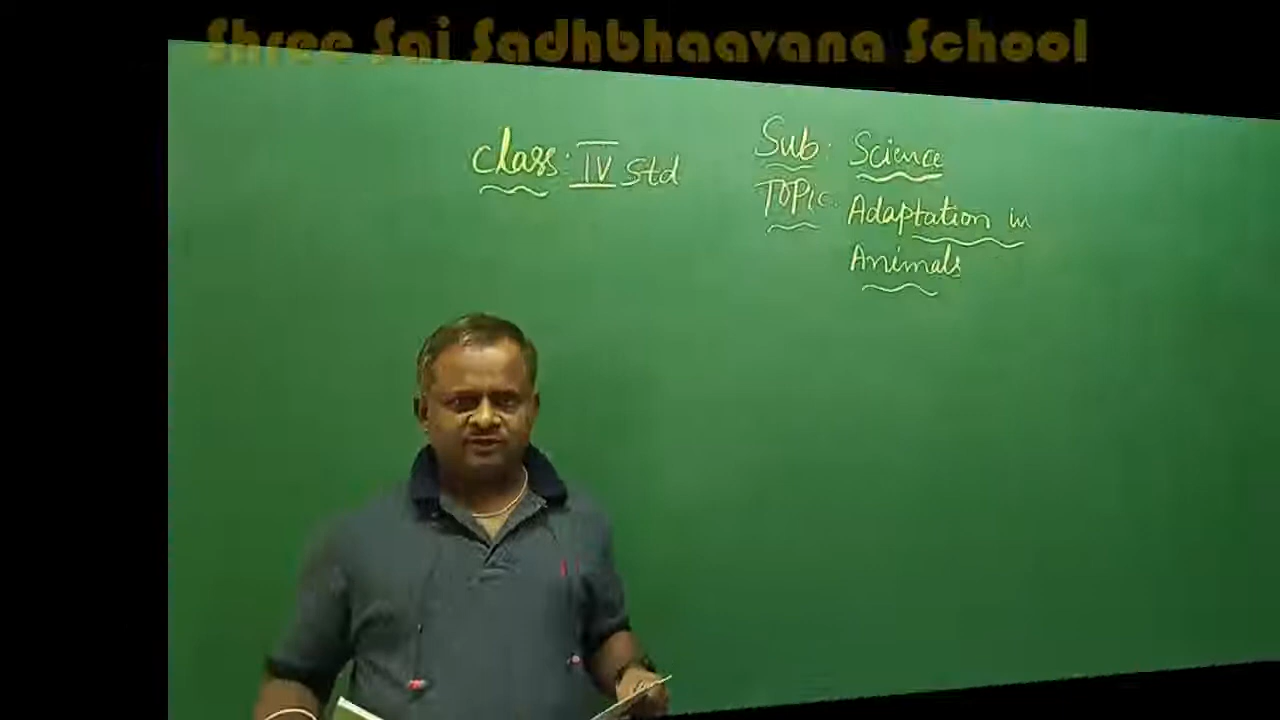 Shree Sai Sadhbhaavana School
Class: IV Std
Sub: Science
TOPic: Adaptation in
Animals